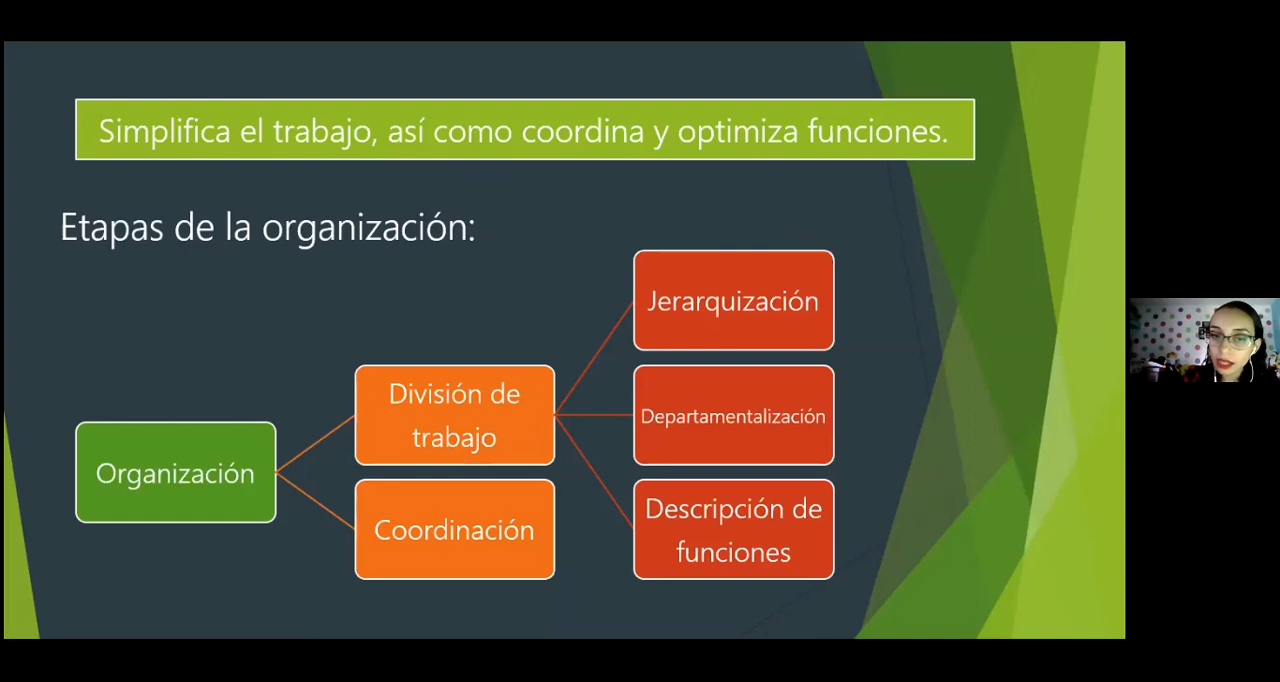 Simplifica el trabajo, así como coordina y optimiza funciones.
Etapas de la organización:
Organización
División de
trabajo
Coordinación
Jerarquización
Departamentalización
Descripción de
funciones